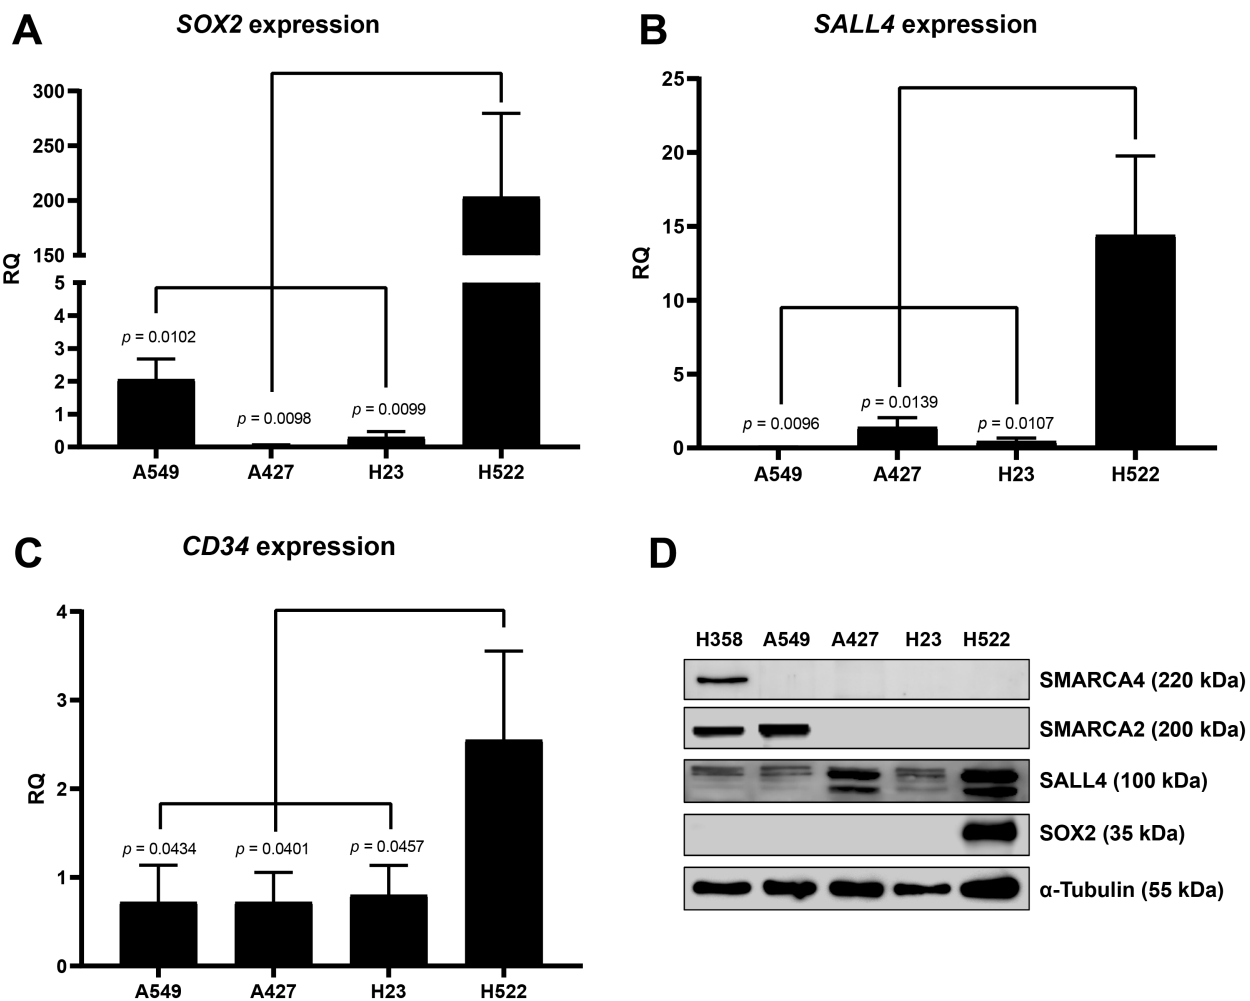 A
SOX2 expression
RQ
300
250
200
150
5
4
3
2
1
0
p = 0.0102
p = 0.0098
p = 0.0099
A549
A427
H23
H522
B
SALL4 expression
RQ
25
20
15
10
5
0
p = 0.0096
p = 0.0139
p = 0.0107
A549
A427
H23
H522
C
CD34 expression
RQ
4
3
2
1
0
p = 0.0434
p = 0.0401
p = 0.0457
A549
A427
H23
H522
D
H358 A549 A427 H23 H522
SMARCA4 (220 kDa)
SMARCA2 (200 kDa)
SALL4 (100 kDa)
SOX2 (35 kDa)
α-Tubulin (55 kDa)